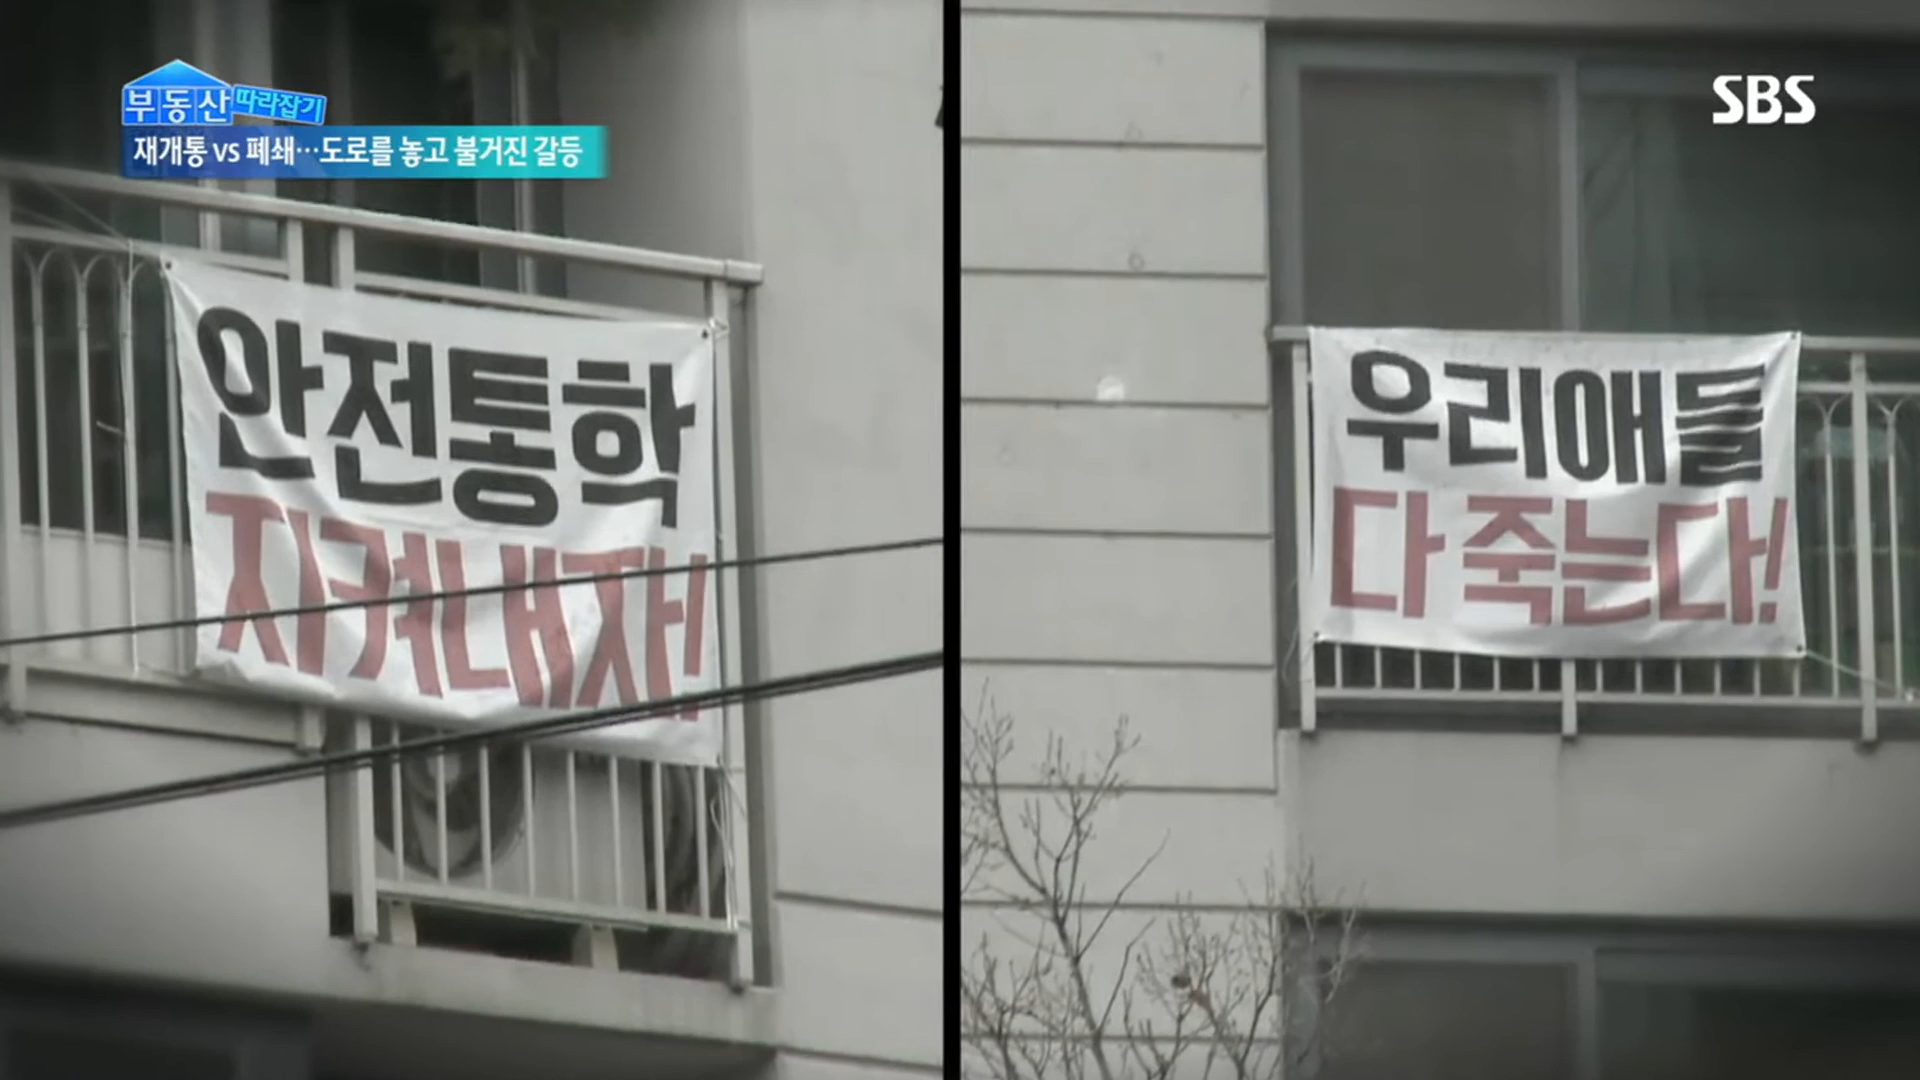 부동산 따라잡기
재개통 vs 폐쇄…도로를 놓고 불거진 갈등
SBS
안전통학
지켜내자!
우리애들
다 죽는다!